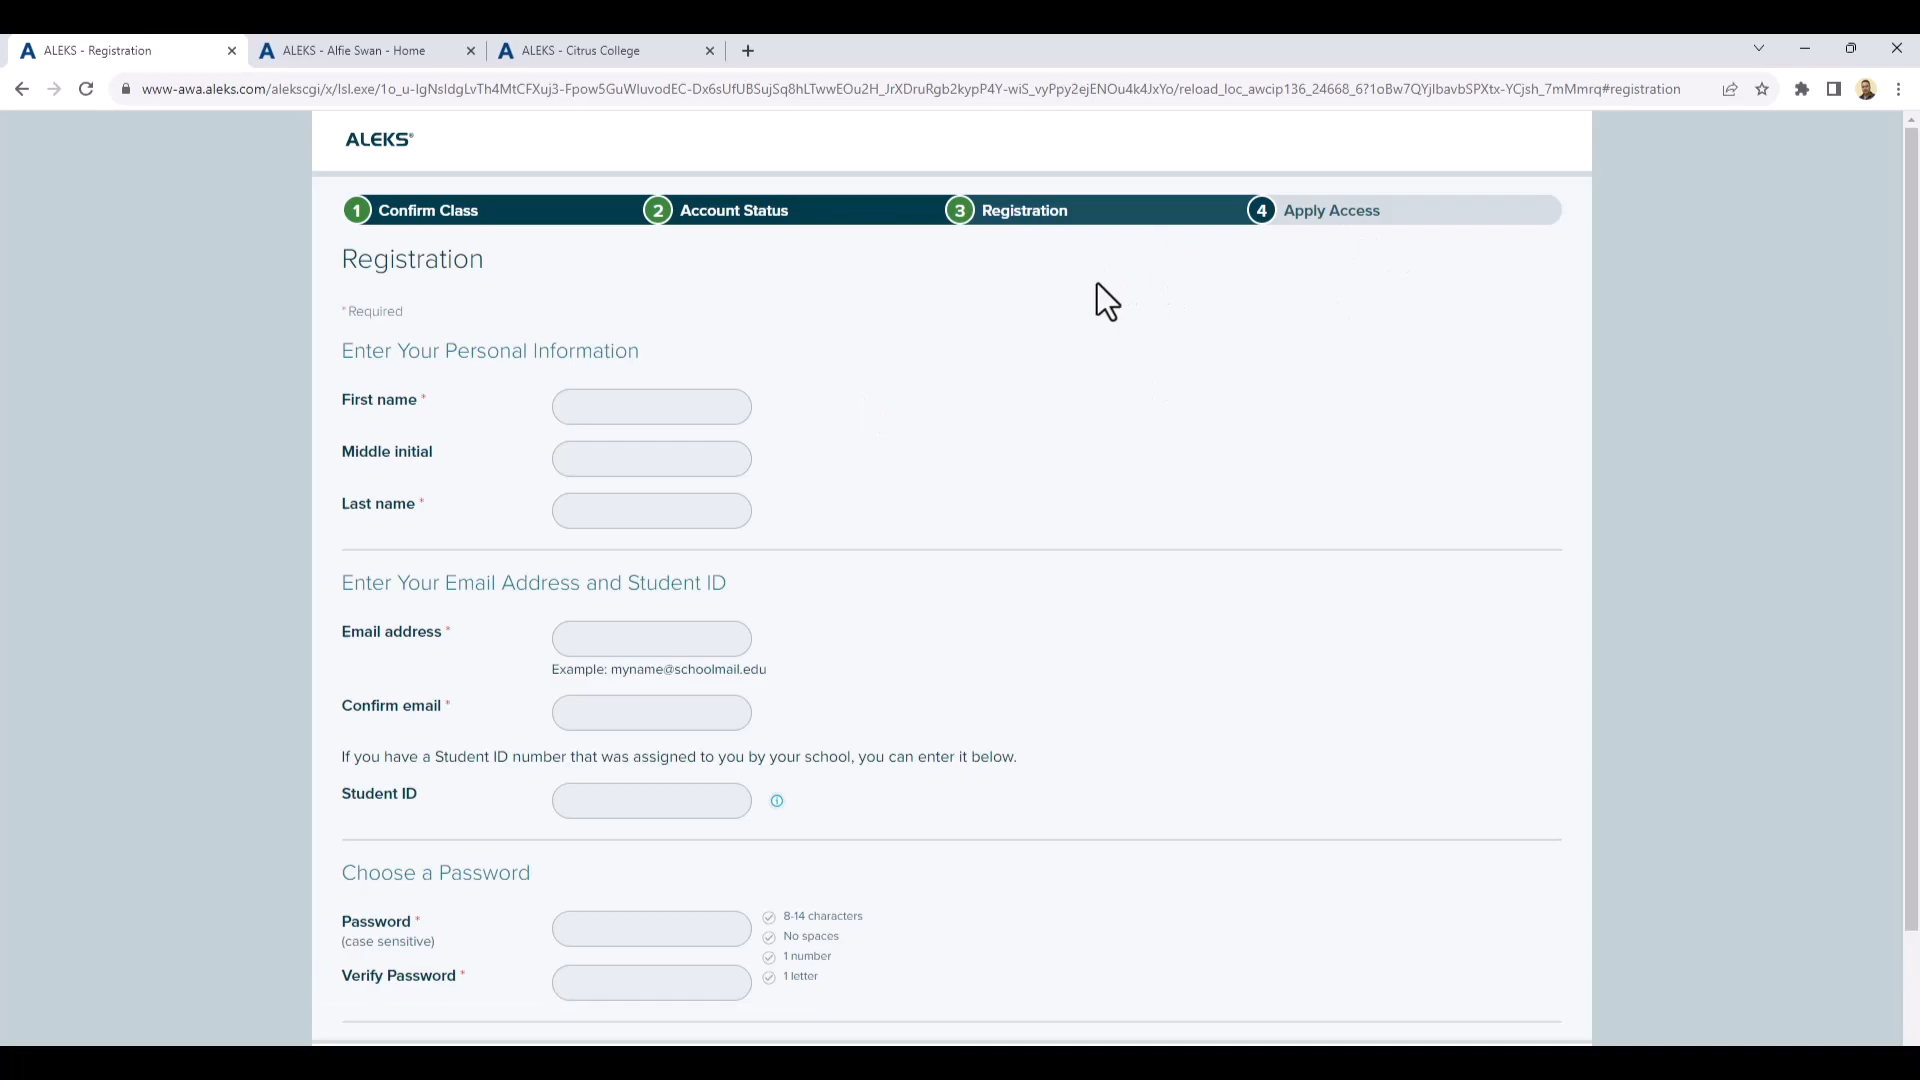 ALEKS - Registration
ALEKS - Alfie Swan - Home
ALEKS - Citrus College
www-awa.aleks.com/alekscgi/x/Isl.exe/1o_u-IgNsIdgLvTh4MtCFXuj3-Fpow5GuWIuvodEC-Dx6sUfUBSujSq8hLTwwEOu2H_JrXDruRgb2kypP4Y-wiS_vyPpy2ejENOu4k4JxYo/reload_loc_awcip136_24668_6?1oBw7QYjIbavbSPXtx-YCjsh_7mMmrq#registration
ALEKS®
1 Confirm Class
2 Account Status
3 Registration
4 Apply Access
Registration
* Required
Enter Your Personal Information
First name *
Middle initial
Last name *
Enter Your Email Address and Student ID
Email address *
Example: myname@schoolmail.edu
Confirm email *
If you have a Student ID number that was assigned to you by your school, you can enter it below.
Student ID
Choose a Password
Password *
(case sensitive)
8-14 characters
No spaces
1 number
1 letter
Verify Password *